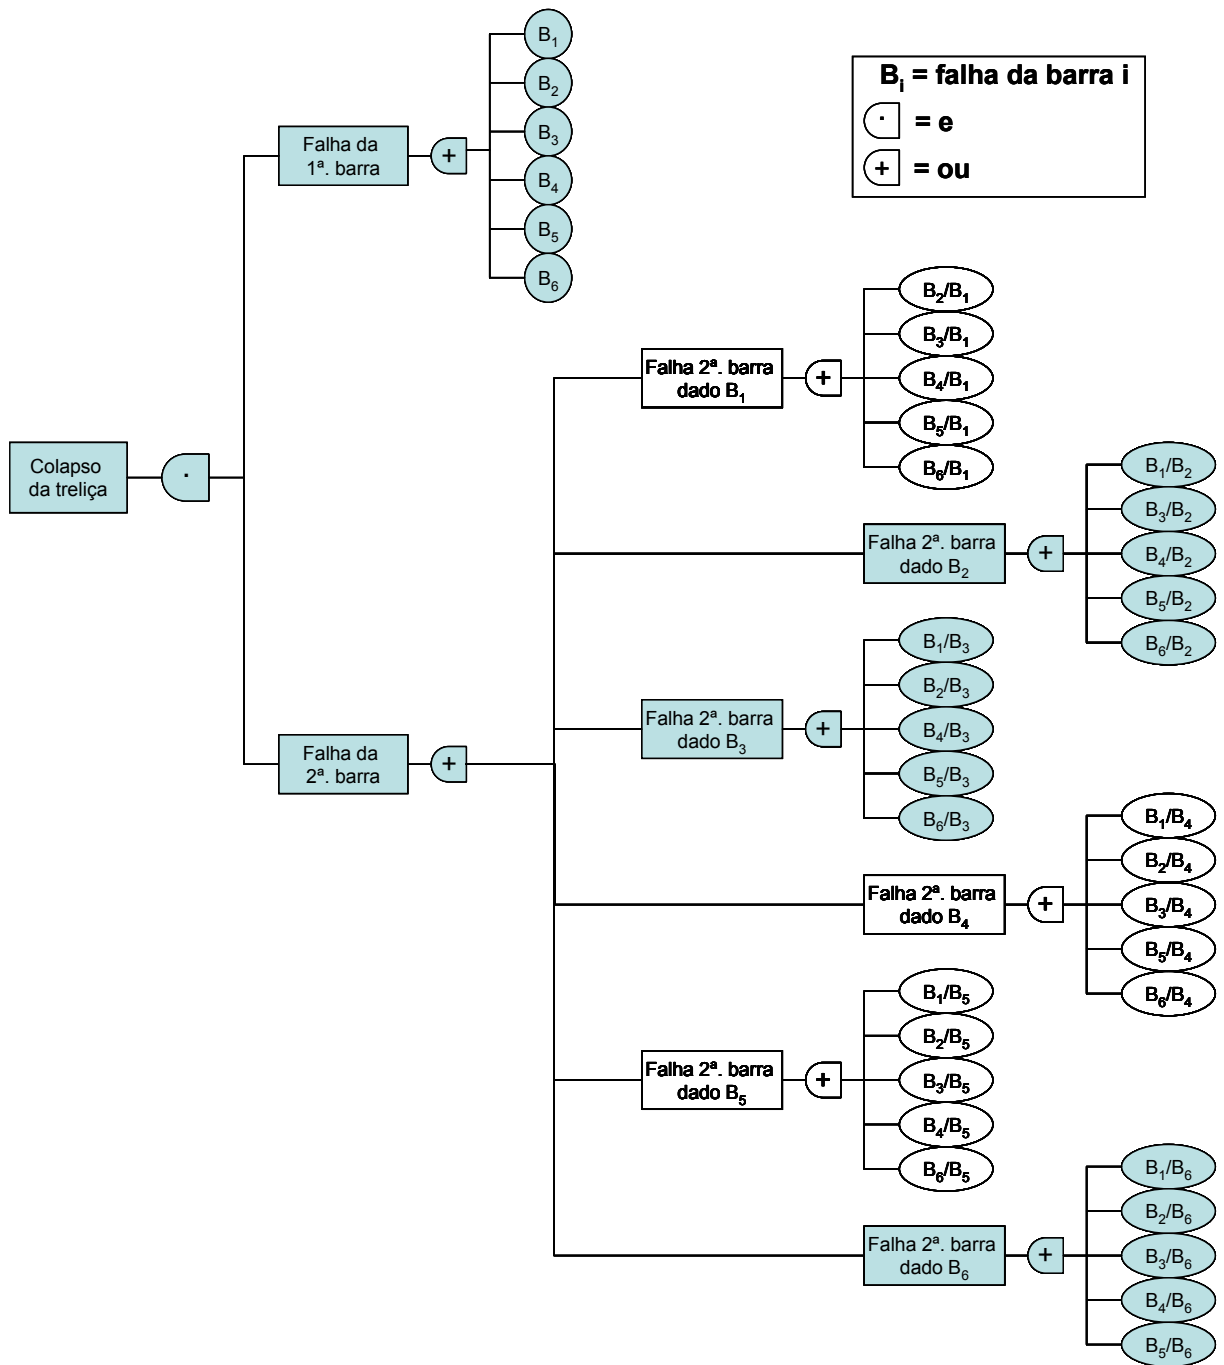 B1
B2
B3
B4
B5
B6
Falha da
1ª. barra
+
Bi = falha da barra i
· = e
+ = ou
Colapso
da treliça
·
Falha da
2ª. barra
+
Falha 2ª. barra
dado B1
+
B2/B1
B3/B1
B4/B1
B5/B1
B6/B1
Falha 2ª. barra
dado B2
+
B1/B2
B3/B2
B4/B2
B5/B2
B6/B2
Falha 2ª. barra
dado B3
+
B1/B3
B2/B3
B4/B3
B5/B3
B6/B3
Falha 2ª. barra
dado B4
+
B1/B4
B2/B4
B3/B4
B5/B4
B6/B4
Falha 2ª. barra
dado B5
+
B1/B5
B2/B5
B3/B5
B4/B5
B6/B5
Falha 2ª. barra
dado B6
+
B1/B6
B2/B6
B3/B6
B4/B6
B5/B6